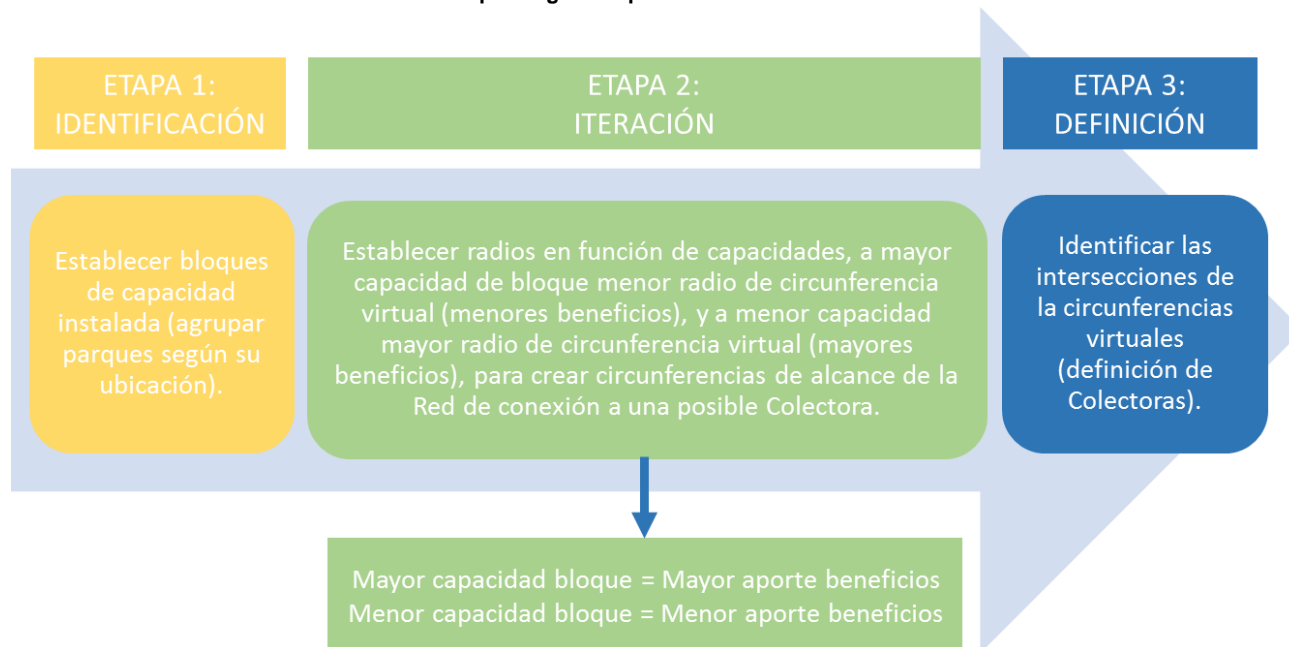 ETAPA 1:
IDENTIFICACIÓN
ETAPA 2:
ITERACIÓN
ETAPA 3:
DEFINICIÓN
Establecer bloques
de capacidad
instalada (agrupar
parques según su
ubicación).
Establecer radios en función de capacidades, a mayor
capacidad de bloque menor radio de circunferencia
virtual (menores beneficios), y a menor capacidad
mayor radio de circunferencia virtual (mayores
beneficios), para crear circunferencias de alcance de la
Red de conexión a una posible Colectora.
Identificar las
intersecciones de
la circunferencias
virtuales
(definición de
Colectoras).
Mayor capacidad bloque = Mayor aporte beneficios
Menor capacidad bloque = Menor aporte beneficios